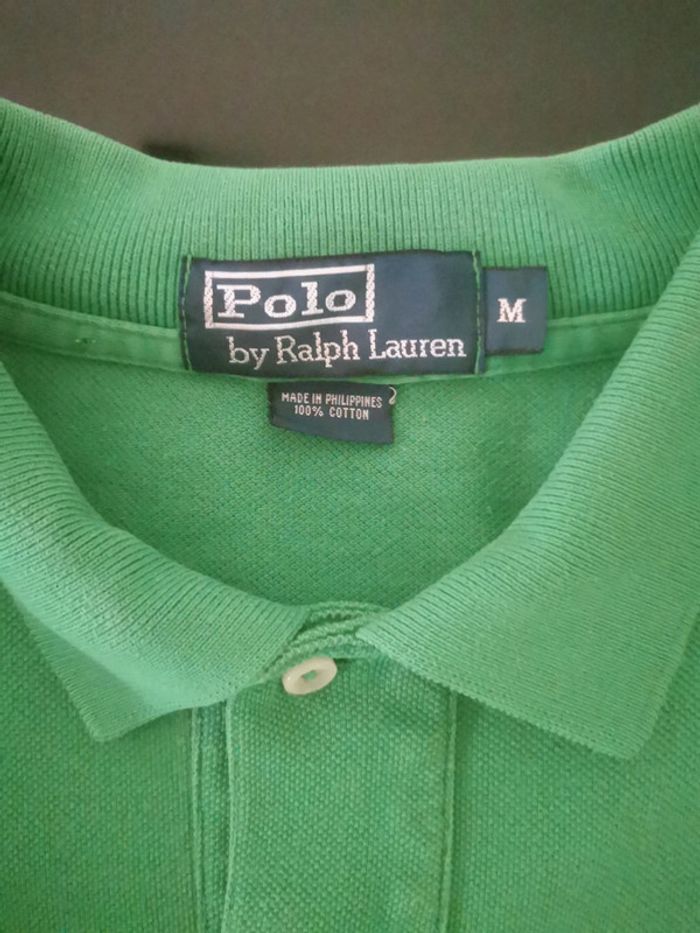 Polo
by Ralph Lauren
M
MADE IN PHILIPPINES
100% COTTON